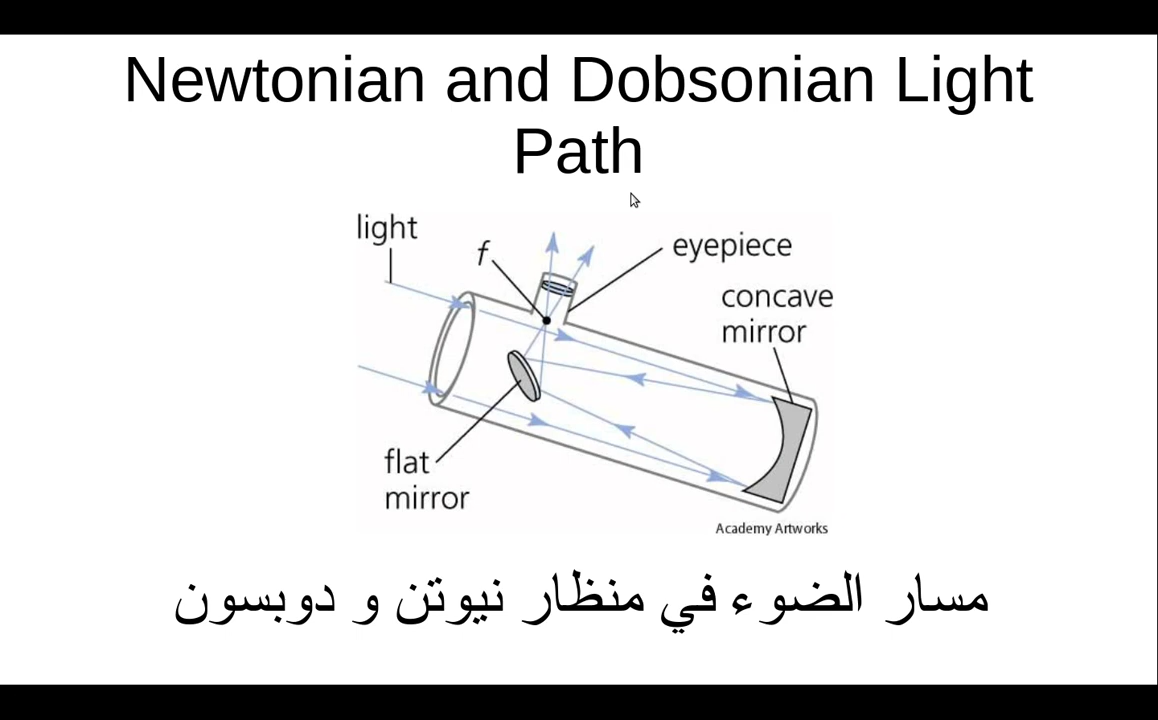 Newtonian and Dobsonian Light
Path
light
f
eyepiece
concave
mirror
flat
mirror
Academy Artworks
مسار الضوء في منظار نيوتن و دوبسون